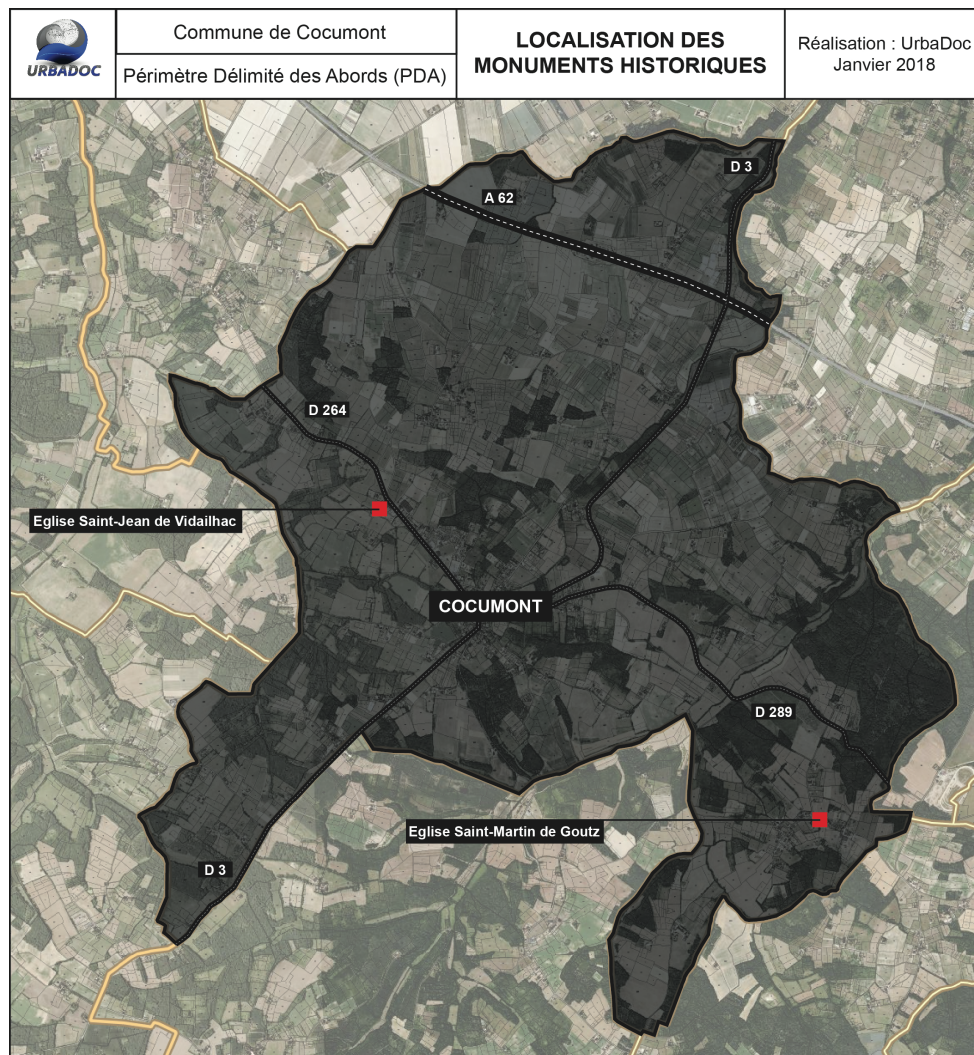 URBADOC
Commune de Cocumont
Périmètre Délimité des Abords (PDA)
LOCALISATION DES
MONUMENTS HISTORIQUES
Réalisation : UrbaDoc
Janvier 2018
D 3
A 62
D 264
Eglise Saint-Jean de Vidailhac
COCUMONT
D 289
Eglise Saint-Martin de Goutz
D 3